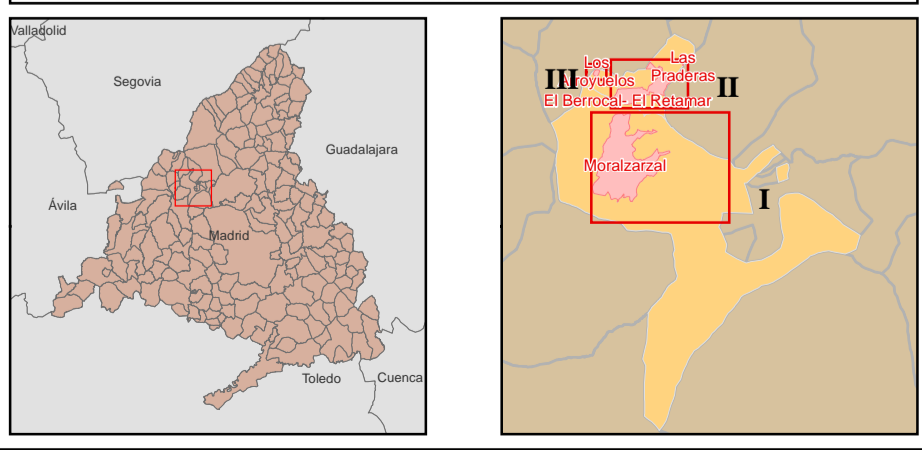 Valladolid
Segovia
Guadalajara
Ávila
Madrid
Toledo
Cuenca
Los
Arroyuelos
Las
Praderas
III
II
El Berrocal- El Retamar
Moralzarzal
I